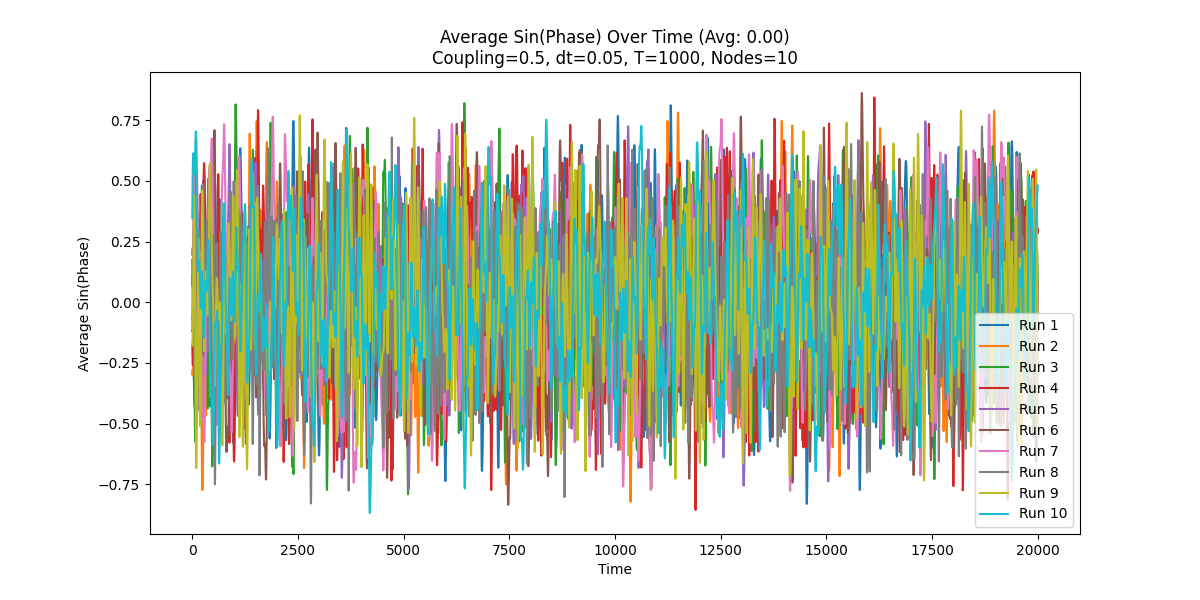 Average Sin(Phase) Over Time (Avg: 0.00)
Coupling=0.5, dt=0.05, T=1000, Nodes=10
Average Sin(Phase)
0.75
0.50
0.25
0.00
−0.25
−0.50
−0.75
0
2500
5000
7500
10000
12500
15000
17500
20000
Time
Run 1
Run 2
Run 3
Run 4
Run 5
Run 6
Run 7
Run 8
Run 9
Run 10